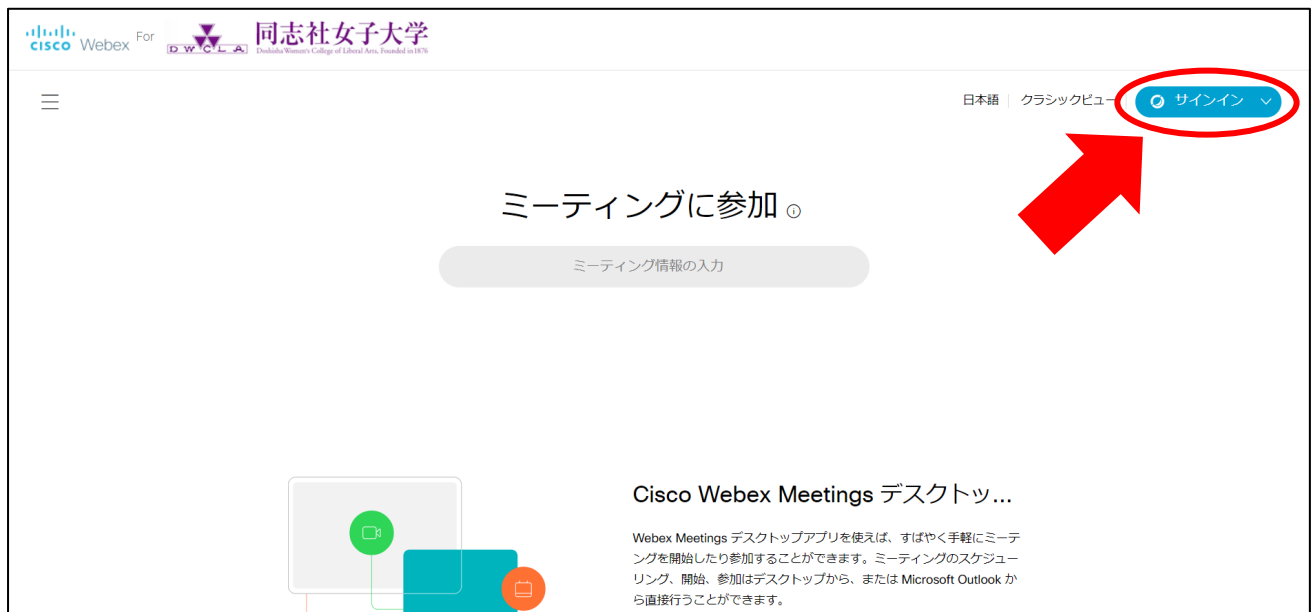 cisco Webex For DWCLA 同志社女子大学
Doshisha Women's College of Liberal Arts, Founded in 1876
日本語 クラシックビュー サインイン
ミーティングに参加
ミーティング情報の入力
Cisco Webex Meetings デスクトッ...
Webex Meetings デスクトップアプリを使えば、すばやく手軽にミーテ
ィングを開始したり参加することができます。ミーティングのスケジュー
リング、開始、参加はデスクトップから、または Microsoft Outlook か
ら直接行うことができます。